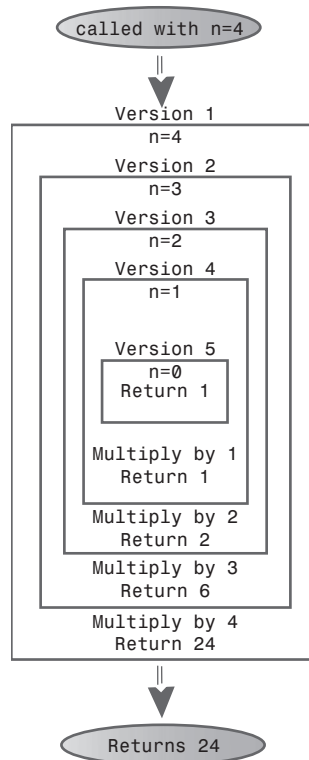 called with n=4
Version 1
n=4
Version 2
n=3
Version 3
n=2
Version 4
n=1
Version 5
n=0
Return 1
Multiply by 1
Return 1
Multiply by 2
Return 2
Multiply by 3
Return 6
Multiply by 4
Return 24
Returns 24